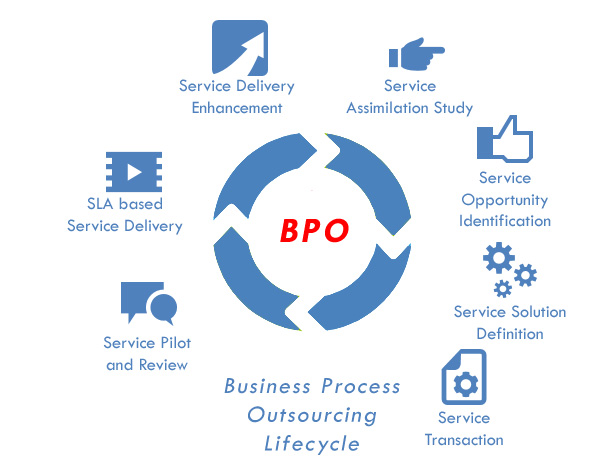 Service Delivery
Enhancement
Service
Assimilation Study
Service
Opportunity
Identification
Service Solution
Definition
Service
Transaction
Service Pilot
and Review
SLA based
Service Delivery
BPO
Business Process
Outsourcing
Lifecycle